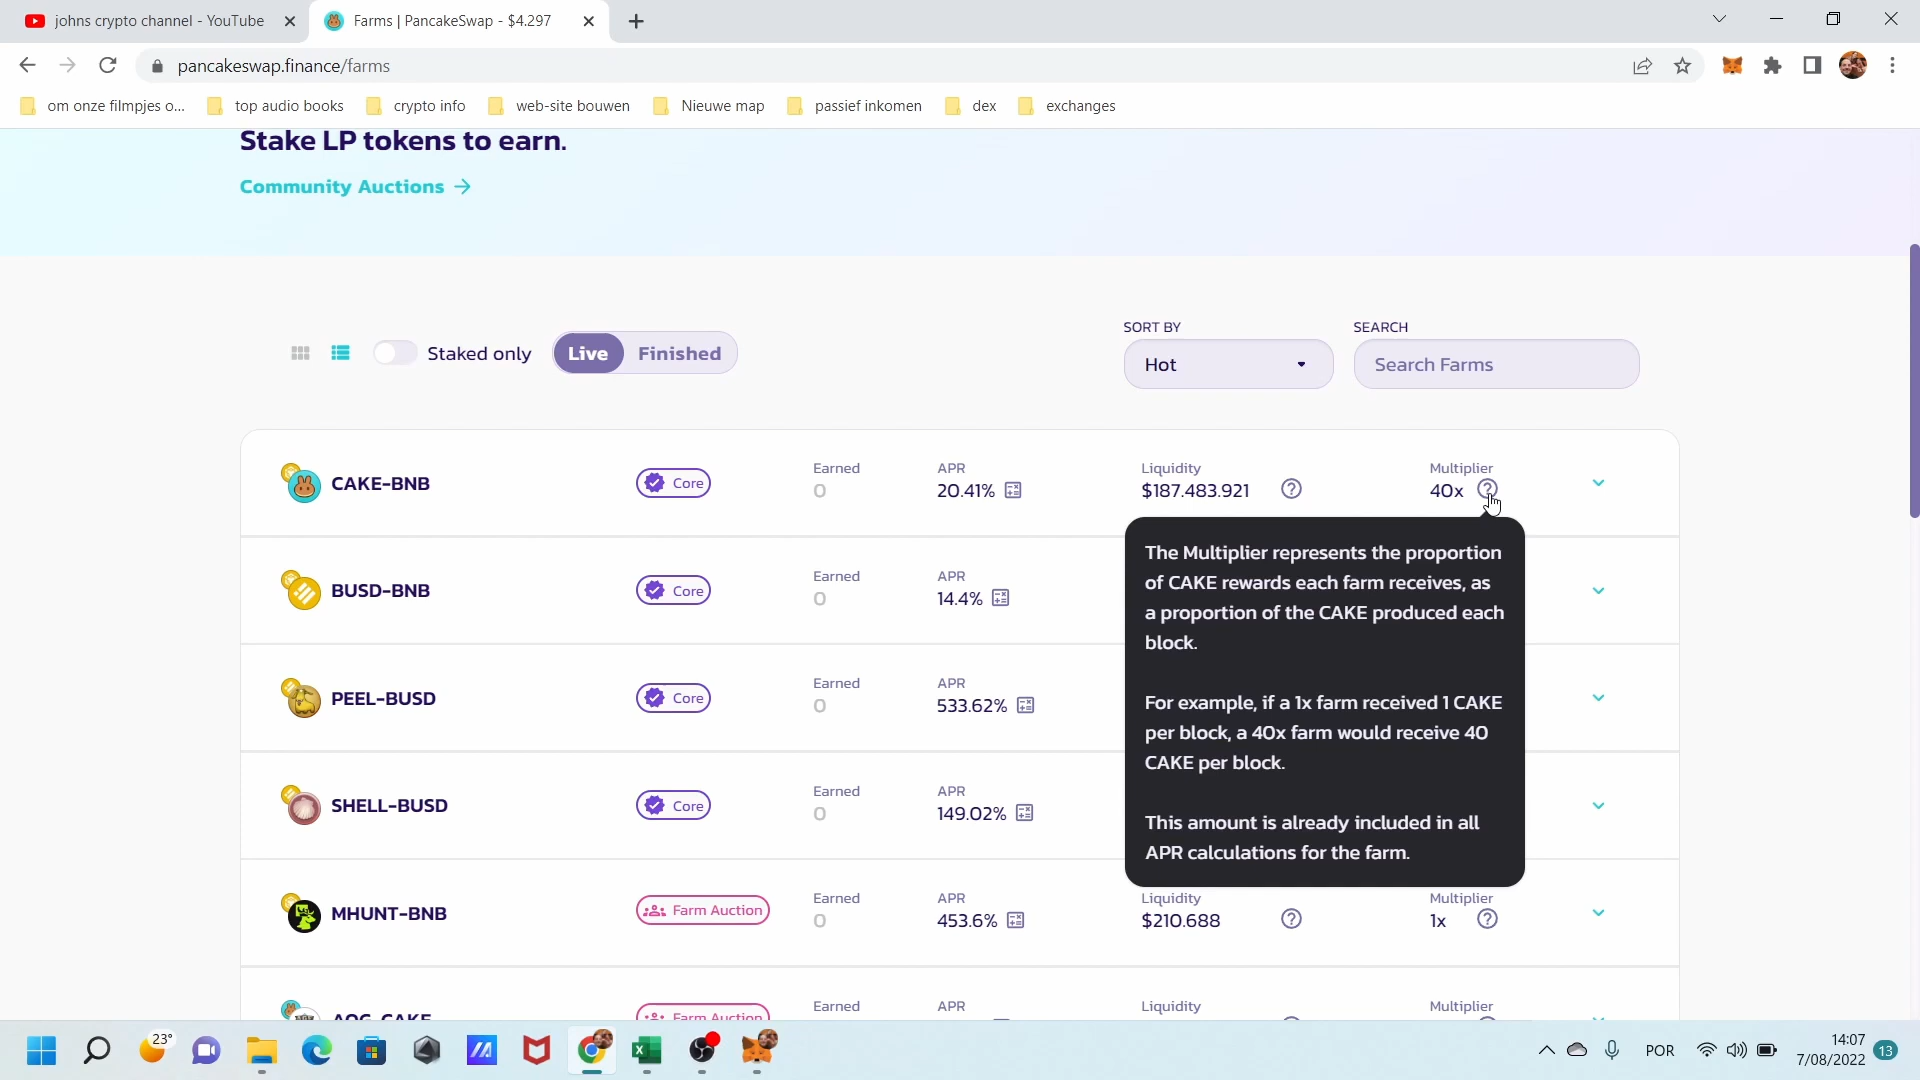 johns crypto channel - YouTube
Farms | PancakeSwap - $4.297
pancakeswap.finance/farms
om onze filmpjes o...
top audio books
crypto info
web-site bouwen
Nieuwe map
passief inkomen
dex
exchanges
Stake LP tokens to earn.
Community Auctions
Staked only
Live
Finished
SORT BY
Hot
SEARCH
Search Farms
CAKE-BNB
Core
Earned
0
APR
20.41%
Liquidity
$187.483.921
Multiplier
40x
The Multiplier represents the proportion
of CAKE rewards each farm receives, as
a proportion of the CAKE produced each
block.
For example, if a 1x farm received 1 CAKE
per block, a 40x farm would receive 40
CAKE per block.
This amount is already included in all
APR calculations for the farm.
BUSD-BNB
Core
Earned
0
APR
14.4%
PEEL-BUSD
Core
Earned
0
APR
533.62%
SHELL-BUSD
Core
Earned
0
APR
149.02%
MHUNT-BNB
Farm Auction
Earned
0
APR
453.6%
Liquidity
$210.688
Multiplier
1x
Farm Auction
Earned
APR
Liquidity
Multiplier
23°
POR
14:07
7/08/2022
13